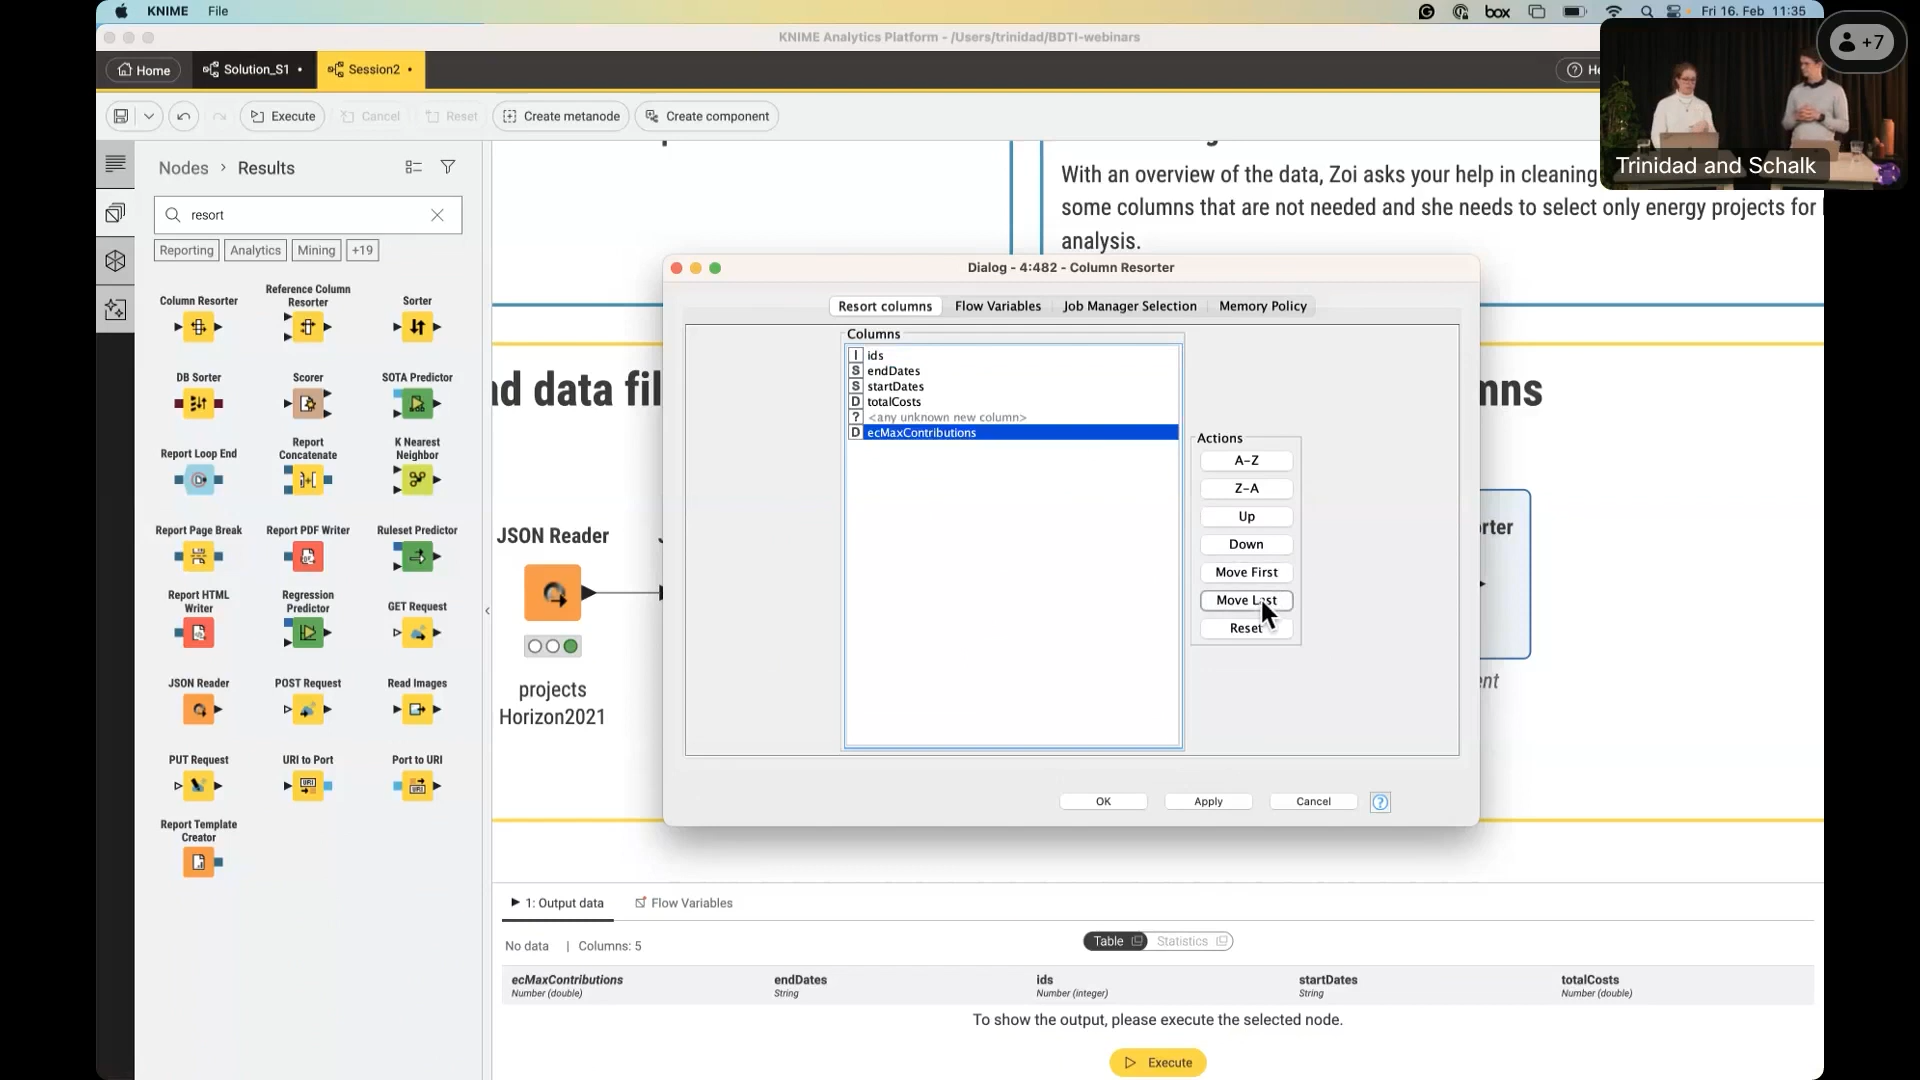 KNIME File
box
Fri 16. Feb 11:35
KNIME Analytics Platform - /Users/trinidad/BDTI-webinars
+7
Home
Solution_S1 •
Session2 •
Execute
Cancel
Reset
Create metanode
Create component
Trinidad and Schalk
Nodes > Results
resort
Reporting
Analytics
Mining
+19
Column Resorter
Reference Column
Resorter
Sorter
DB Sorter
Scorer
SOTA Predictor
Report Loop End
Report
Concatenate
K Nearest
Neighbor
Report Page Break
Report PDF Writer
Ruleset Predictor
Report HTML
Writer
Regression
Predictor
GET Request
JSON Reader
POST Request
Read Images
PUT Request
URI to Port
Port to URI
Report Template
Creator
With an overview of the data, Zoi asks your help in cleaning
some columns that are not needed and she needs to select only energy projects for
analysis.
ad data fil
mns
JSON Reader
projects
Horizon2021
rter
ent
Dialog - 4:482 - Column Resorter
Resort columns
Flow Variables
Job Manager Selection
Memory Policy
Columns
I ids
S endDates
S startDates
D totalCosts
? <any unknown new column>
D ecMaxContributions
Actions
A-Z
Z-A
Up
Down
Move First
Move Last
Reset
OK
Apply
Cancel
?
1: Output data
Flow Variables
No data | Columns: 5
Table
Statistics
ecMaxContributions
Number (double)
endDates
String
ids
Number (integer)
startDates
String
totalCosts
Number (double)
To show the output, please execute the selected node.
Execute